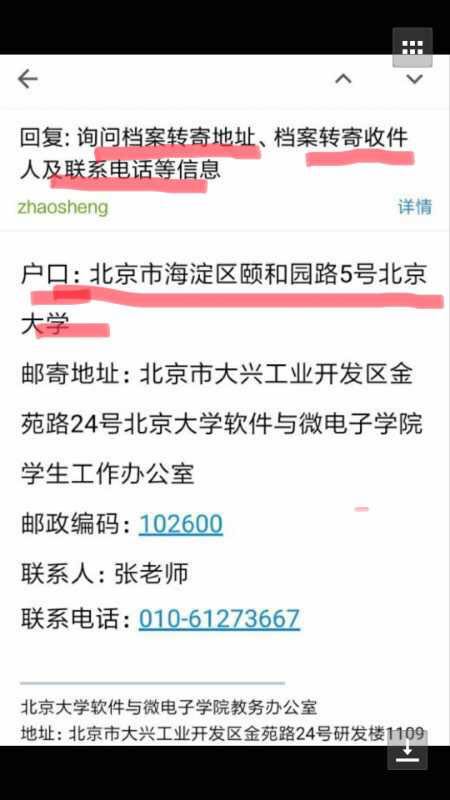 回复: 询问档案转寄地址、档案转寄收件
人及联系电话等信息
zhaosheng 详情
户口: 北京市海淀区颐和园路5号北京
大学
邮寄地址: 北京市大兴工业开发区金
苑路24号北京大学软件与微电子学院
学生工作办公室
邮政编码: 102600
联系人: 张老师
联系电话: 010-61273667
北京大学软件与微电子学院教务办公室
地址: 北京市大兴工业开发区金苑路24号研发楼1109